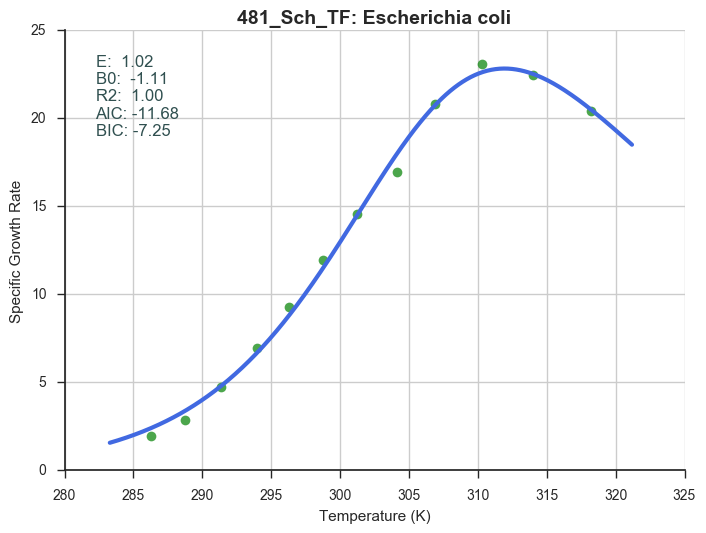 481_Sch_TF: Escherichia coli
E:  1.02
B0:  -1.11
R2:  1.00
AIC: -11.68
BIC: -7.25
Specific Growth Rate
25
20
15
10
5
0
280 285 290 295 300 305 310 315 320 325
Temperature (K)